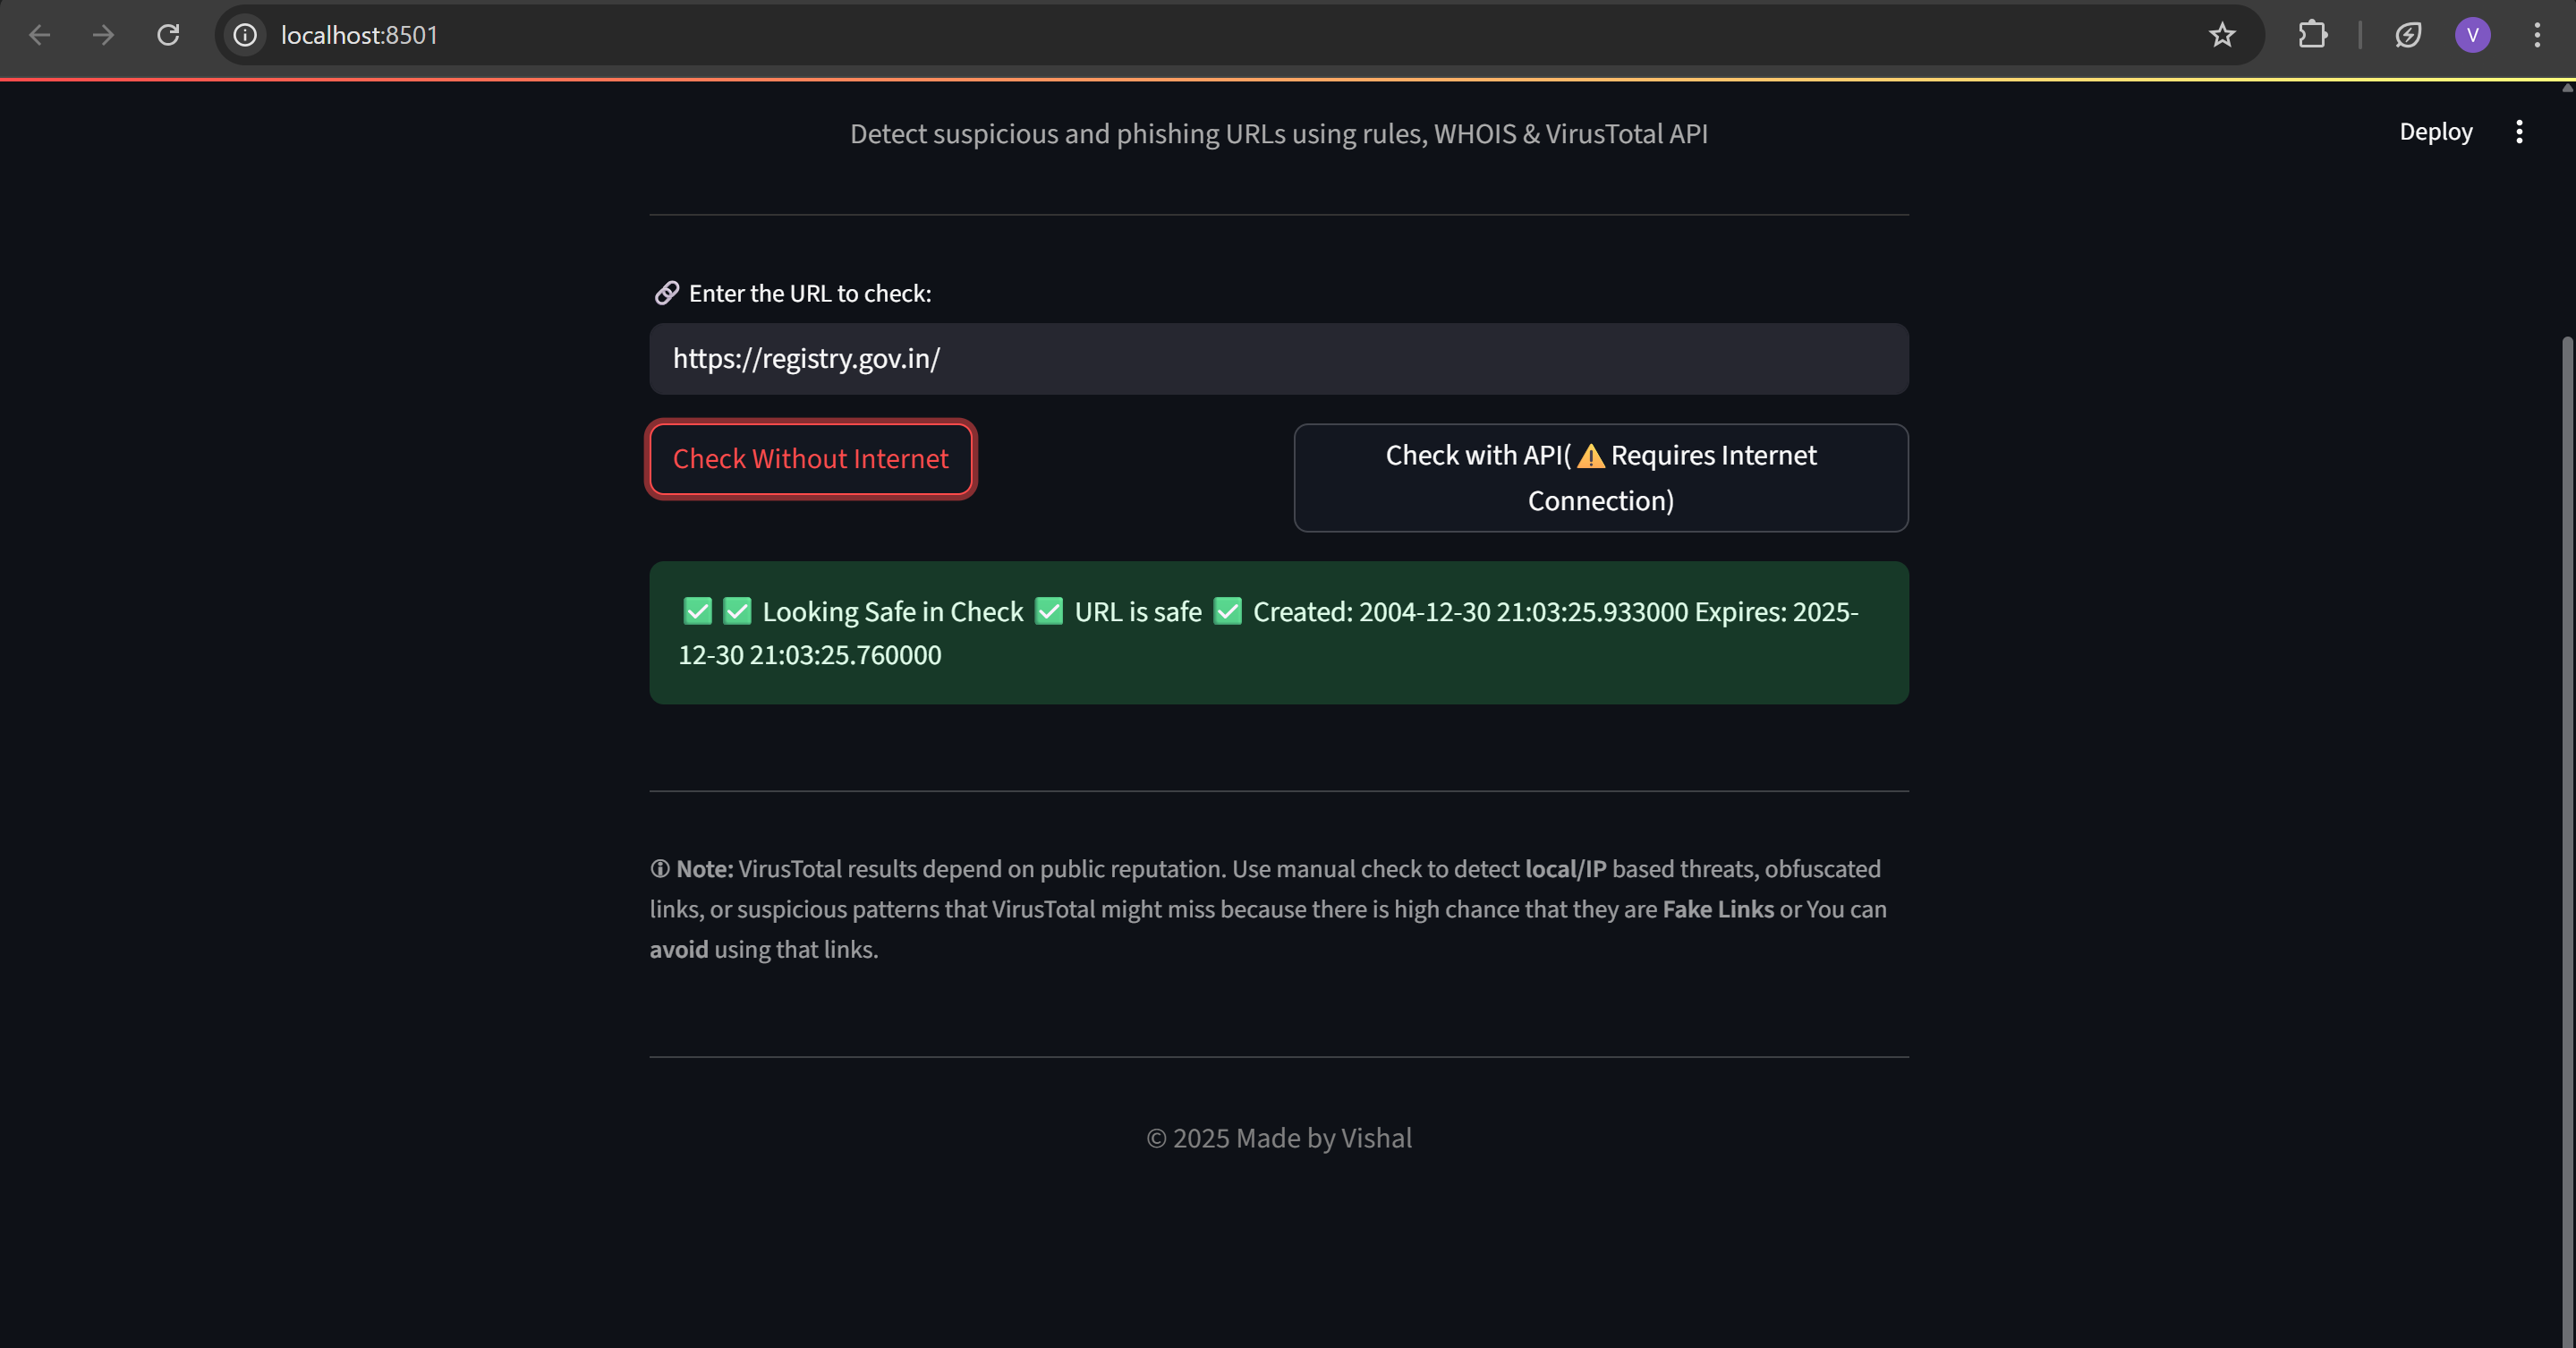 localhost:8501
V
Detect suspicious and phishing URLs using rules, WHOIS & VirusTotal API
Deploy
🔗 Enter the URL to check:
https://registry.gov.in/
Check Without Internet
Check with API(⚠️ Requires Internet
Connection)
✅ ✅ Looking Safe in Check ✅ URL is safe ✅ Created: 2004-12-30 21:03:25.933000 Expires: 2025-
12-30 21:03:25.760000
🛈 Note: VirusTotal results depend on public reputation. Use manual check to detect local/IP based threats, obfuscated
links, or suspicious patterns that VirusTotal might miss because there is high chance that they are Fake Links or You can
avoid using that links.
© 2025 Made by Vishal